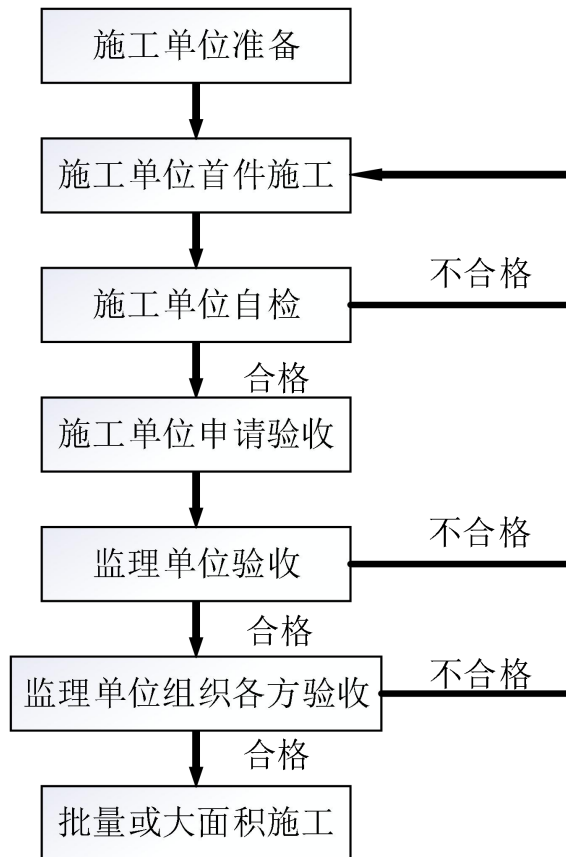 施工单位准备
施工单位首件施工
不合格
施工单位自检
合格
施工单位申请验收
不合格
监理单位验收
合格
不合格
监理单位组织各方验收
合格
批量或大面积施工